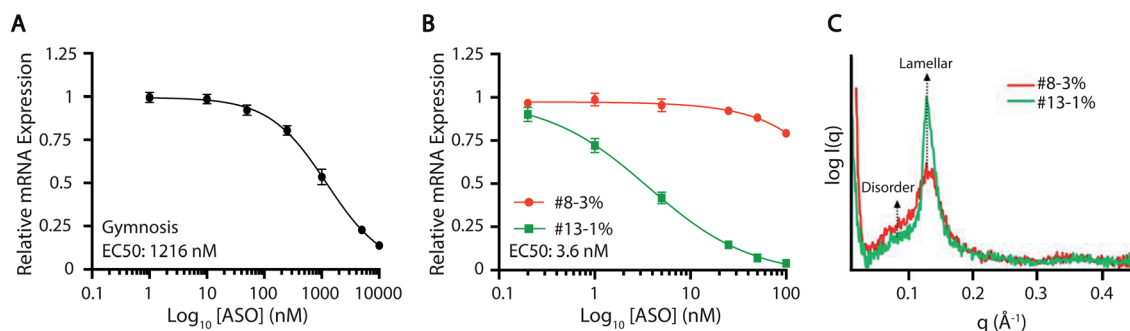 A
Relative mRNA Expression
1.25
1
0.75
0.5
0.25
0
Gymnosis
EC50: 1216 nM
0.1
1
10
100
1000
10000
Log10 [ASO] (nM)
B
Relative mRNA Expression
1.25
1
0.75
0.5
0.25
0
#8-3%
#13-1%
EC50: 3.6 nM
0.1
1
10
100
Log10 [ASO] (nM)
C
log I(q)
Lamellar
Disorder
#8-3%
#13-1%
0.1
0.2
0.3
0.4
q (Å-1)